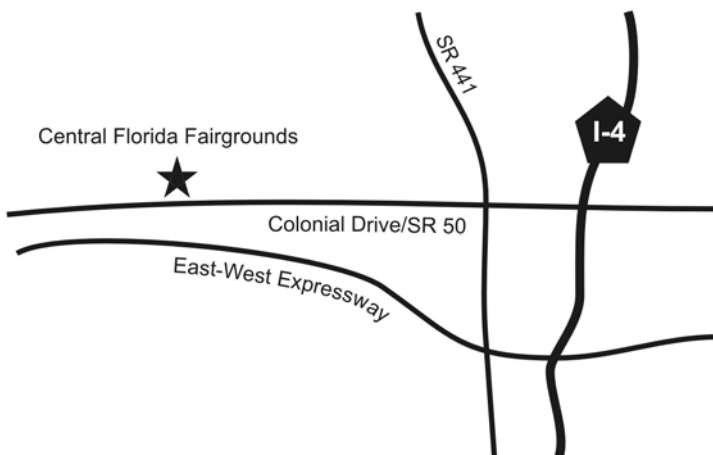 SR 441
I-4
Central Florida Fairgrounds
Colonial Drive/SR 50
East-West Expressway